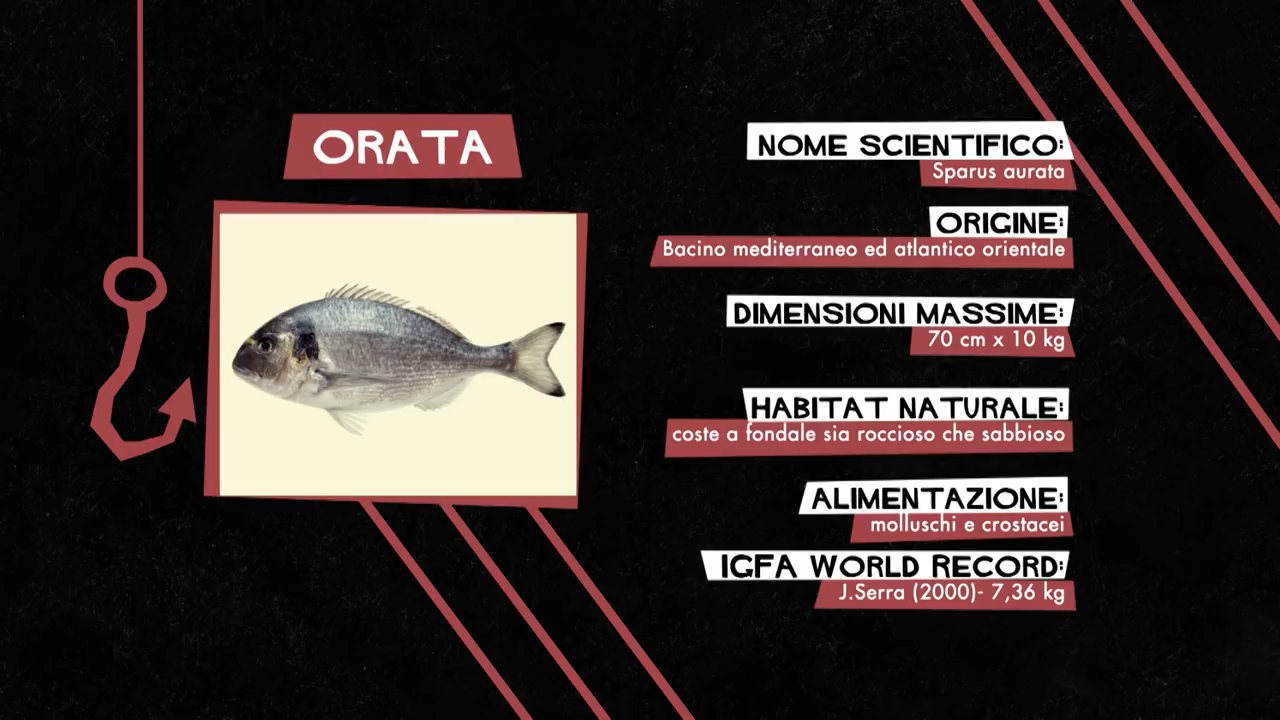 ORATA
NOME SCIENTIFICO:
Sparus aurata
ORIGINE:
Bacino mediterraneo ed atlantico orientale
DIMENSIONI MASSIME:
70 cm x 10 kg
HABITAT NATURALE:
coste a fondale sia roccioso che sabbioso
ALIMENTAZIONE:
molluschi e crostacei
IGFA WORLD RECORD:
J.Serra (2000)- 7,36 kg